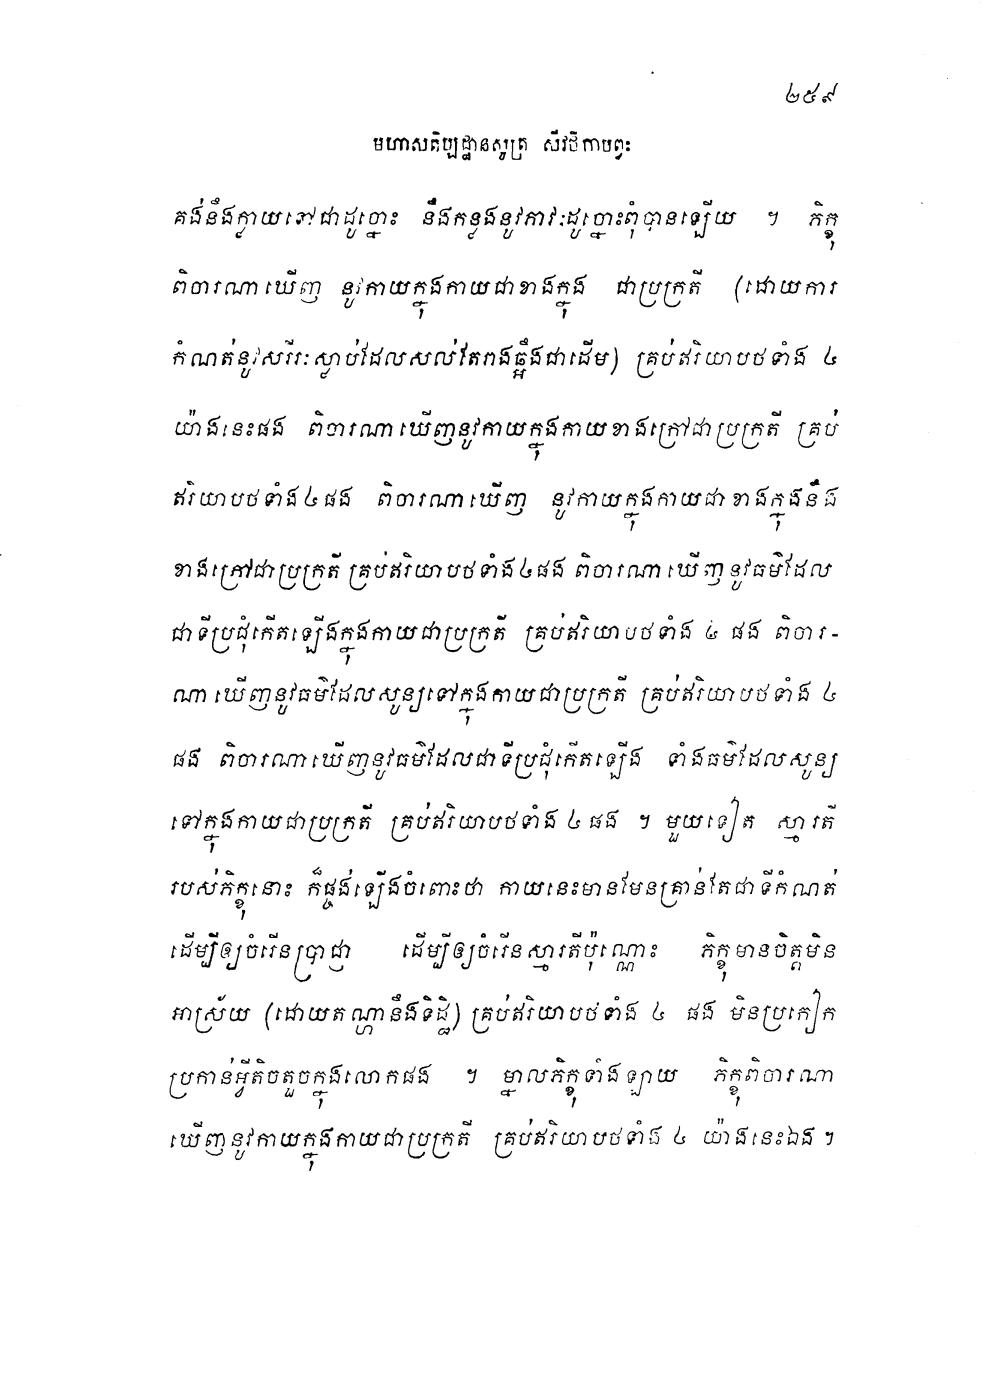 ២៥៩
មហាសតិប្បដ្ឋានសូត្រ សីវថិកាបព្វះ
គង់នឹងក្លាយទៅជាដូច្នោះ នឹងកន្លងនូវភាវៈដូច្នោះពុំបានឡើយ ។ ភិក្ខុ
ពិចារណាឃើញ នូវកាយក្នុងកាយជាខាងក្នុង ជាប្រក្រតី (ដោយការ
កំណត់នូវសរីរៈស្លាប់ដែលសល់តែរាងឆ្អឹងជាដើម) គ្រប់ឥរិយាបថទាំង ៤
យ៉ាងនេះផង ពិចារណាឃើញនូវកាយក្នុងកាយខាងក្រៅជាប្រក្រតី គ្រប់
ឥរិយាបថទាំង៤ផង ពិចារណាឃើញ នូវកាយក្នុងកាយជាខាងក្នុងនឹង
ខាងក្រៅជាប្រក្រតី គ្រប់ឥរិយាបថទាំង៤ផង ពិចារណាឃើញនូវធម៌ដែល
ជាទីប្រជុំកើតឡើងក្នុងកាយជាប្រក្រតី គ្រប់ឥរិយាបថទាំង ៤ ផង ពិចារ-
ណាឃើញនូវធម៌ដែលសូន្យទៅក្នុងកាយជាប្រក្រតី គ្រប់ឥរិយាបថទាំង ៤
ផង ពិចារណាឃើញនូវធម៌ដែលជាទីប្រជុំកើតឡើង ទាំងធម៌ដែលសូន្យ
ទៅក្នុងកាយជាប្រក្រតី គ្រប់ឥរិយាបថទាំង ៤ ផង ។ មួយទៀត ស្មារតី
របស់ភិក្ខុនោះ ក៏ផ្ចង់ឡើងចំពោះថា កាយនេះមានមែនគ្រាន់តែជាទីកំណត់
ដើម្បីឲ្យចំរើនប្រាជ្ញា ដើម្បីឲ្យចំរើនស្មារតីប៉ុណ្ណោះ ភិក្ខុមានចិត្តមិន
អាស្រ័យ (ដោយតណ្ហានឹងទិដ្ឋិ) គ្រប់ឥរិយាបថទាំង ៤ ផង មិនប្រកៀក
ប្រកាន់អ្វីតិចតួចក្នុងលោកផង ។ ម្នាលភិក្ខុទាំងឡាយ ភិក្ខុពិចារណា
ឃើញនូវកាយក្នុងកាយជាប្រក្រតី គ្រប់ឥរិយាបថទាំង ៤ យ៉ាងនេះឯង ។